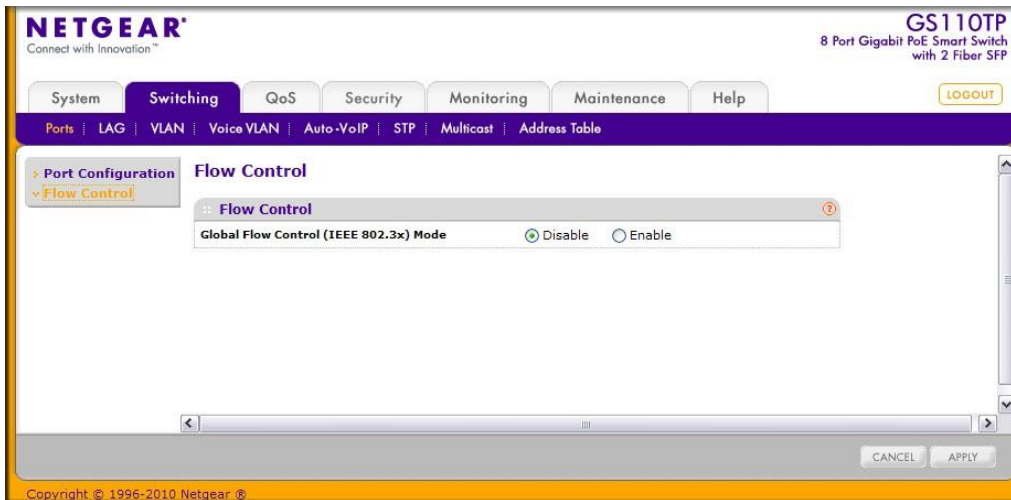 NETGEAR®
Connect with Innovation™
GS110TP
8 Port Gigabit PoE Smart Switch
with 2 Fiber SFP
System Switching QoS Security Monitoring Maintenance Help LOGOUT
Ports LAG VLAN Voice VLAN Auto-VoIP STP Multicast Address Table
Port Configuration
Flow Control
Flow Control
Flow Control ?
Global Flow Control (IEEE 802.3x) Mode Disable Enable
CANCEL APPLY
Copyright © 1996-2010 Netgear ®